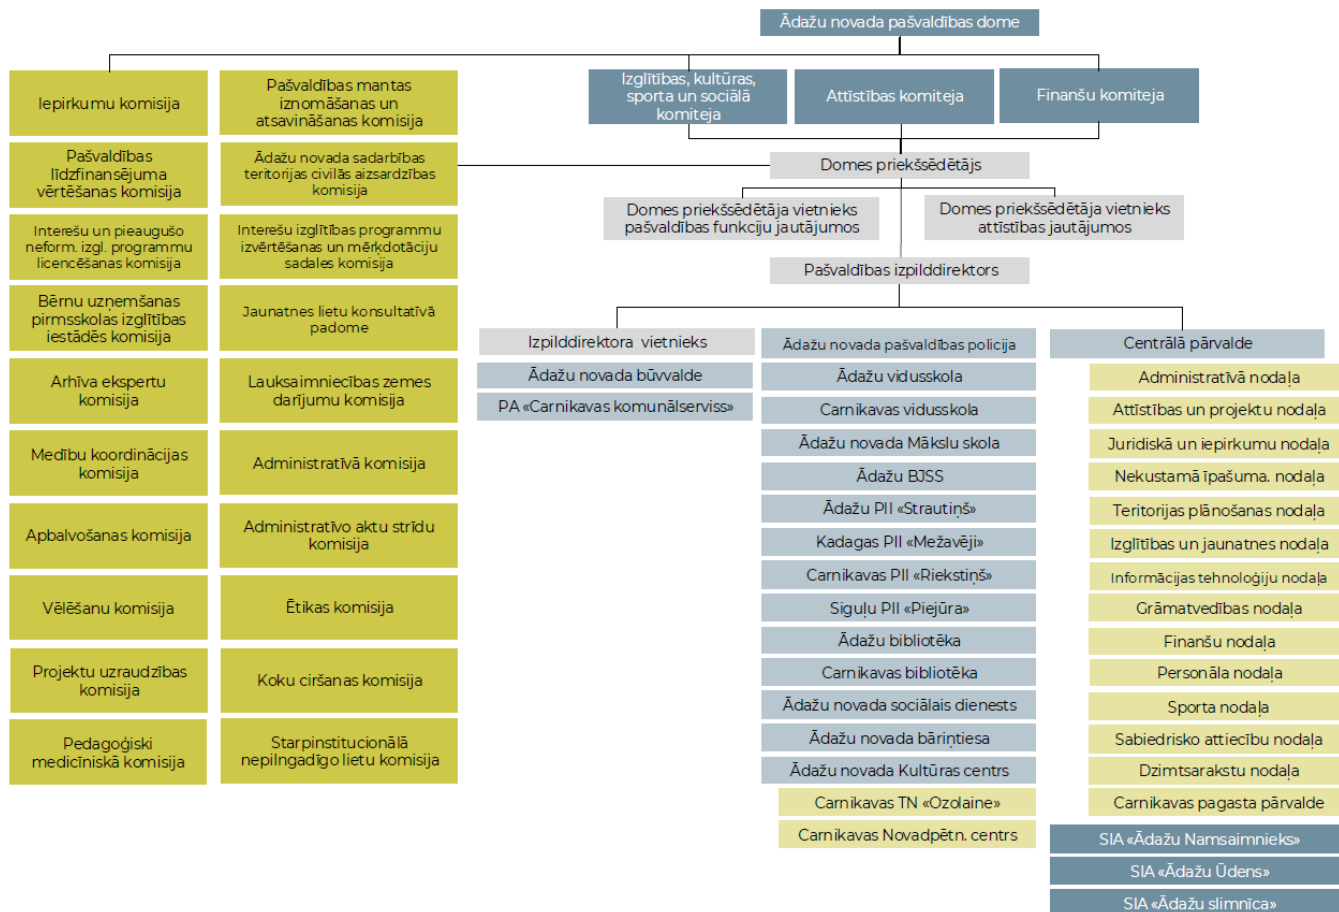 Ādažu novada pašvaldības dome
Iepirkumu komisija
Pašvaldības mantas
iznomāšanas un
atsavināšanas komisija
Izglītības, kultūras,
sporta un sociālā
komiteja
Attīstības komiteja
Finanšu komiteja
Pašvaldības
līdzfinansējuma
vērtēšanas komisija
Ādažu novada sadarbības
teritorijas civilās aizsardzības
komisija
Domes priekšsēdētājs
Domes priekšsēdētāja vietnieks
pašvaldības funkciju jautājumos
Domes priekšsēdētāja vietnieks
attīstības jautājumos
Interešu un pieaugušo
neform. izgl. programmu
licencēšanas komisija
Interešu izglītības programmu
izvērtēšanas un mērķdotāciju
sadales komisija
Pašvaldības izpilddirektors
Bērnu uzņemšanas
pirmsskolas izglītības
iestādēs komisija
Jaunatnes lietu konsultatīvā
padome
Arhīva ekspertu
komisija
Lauksaimniecības zemes
darījumu komisija
Medību koordinācijas
komisija
Administratīvā komisija
Apbalvošanas komisija
Administratīvo aktu strīdu
komisija
Vēlēšanu komisija
Ētikas komisija
Projektu uzraudzības
komisija
Koku ciršanas komisija
Pedagoģiski
medicīniskā komisija
Starpinstitucionālā
nepilngadīgo lietu komisija
Izpilddirektora vietnieks
Ādažu novada būvvalde
PA «Carnikavas komunālserviss»
Ādažu novada pašvaldības policija
Ādažu vidusskola
Carnikavas vidusskola
Ādažu novada Mākslu skola
Ādažu BJSS
Ādažu PII «Strautiņš»
Kadagas PII «Mežavēji»
Carnikavas PII «Riekstiņš»
Siguļu PII «Piejūra»
Ādažu bibliotēka
Carnikavas bibliotēka
Ādažu novada sociālais dienests
Ādažu novada bāriņtiesa
Ādažu novada Kultūras centrs
Carnikavas TN «Ozolaine»
Carnikavas Novadpētn. centrs
Centrālā pārvalde
Administratīvā nodaļa
Attīstības un projektu nodaļa
Juridiskā un iepirkumu nodaļa
Nekustamā īpašuma. nodaļa
Teritorijas plānošanas nodaļa
Izglītības un jaunatnes nodaļa
Informācijas tehnoloģiju nodaļa
Grāmatvedības nodaļa
Finanšu nodaļa
Personāla nodaļa
Sporta nodaļa
Sabiedrisko attiecību nodaļa
Dzimtsarakstu nodaļa
Carnikavas pagasta pārvalde
SIA «Ādažu Namsaimnieks»
SIA «Ādažu Ūdens»
SIA «Ādažu slimnīca»